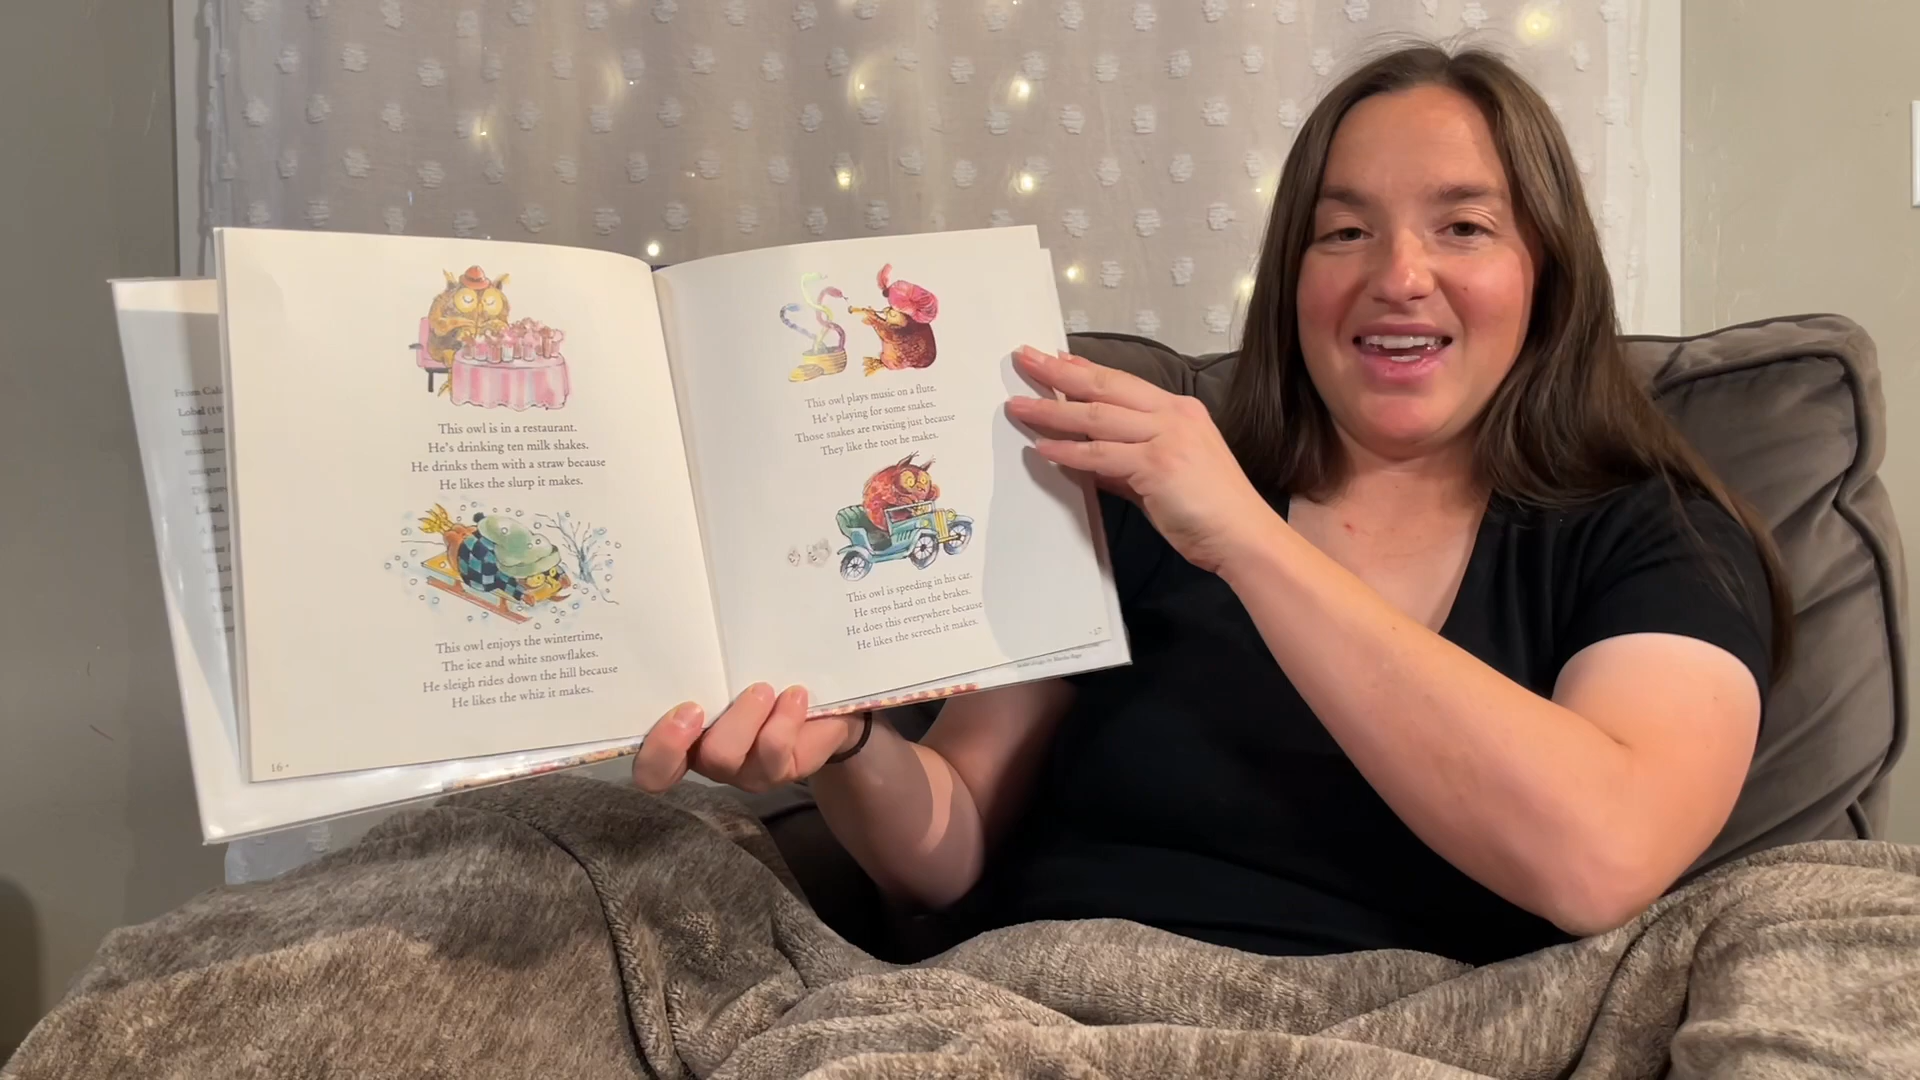 From
Lobel
This owl is in a restaurant.
He's drinking ten milk shakes.
He drinks them with a straw because
He likes the slurp it makes.
This owl enjoys the wintertime,
The ice and white snowflakes.
He sleigh rides down the hill because
He likes the whiz it makes.
16 •
This owl plays music on a flute.
He's playing for some snakes.
Those snakes are twisting just because
They like the toot he makes.
This owl is speeding in his car.
He steps hard on the brakes.
He does this everywhere because
He likes the screech it makes.
• 17